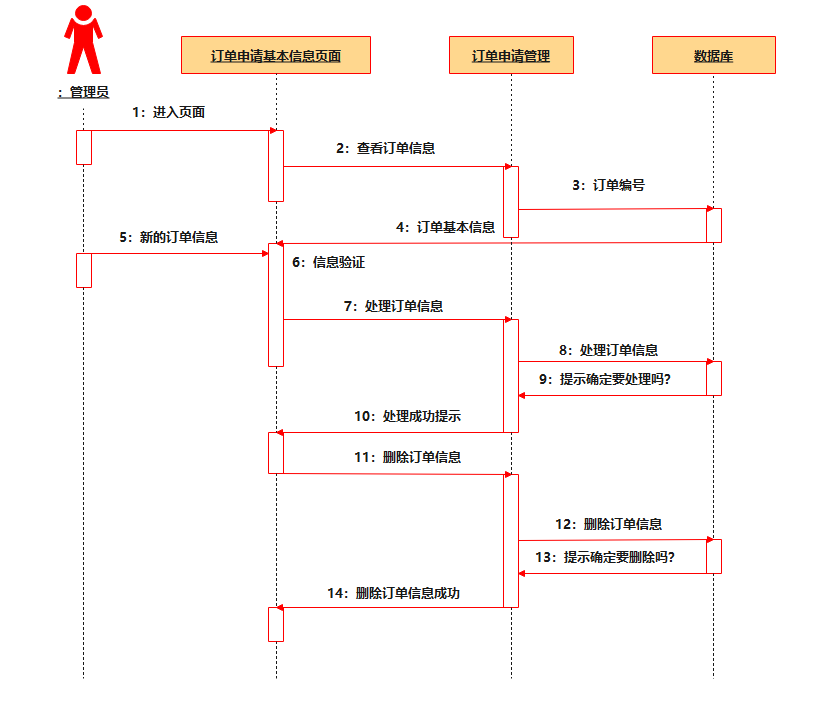 订单申请基本信息页面
订单申请管理
数据库
：管理员
1：进入页面
2：查看订单信息
3：订单编号
4：订单基本信息
5：新的订单信息
6：信息验证
7：处理订单信息
8：处理订单信息
9：提示确定要处理吗?
10：处理成功提示
11：删除订单信息
12：删除订单信息
13：提示确定要删除吗?
14：删除订单信息成功